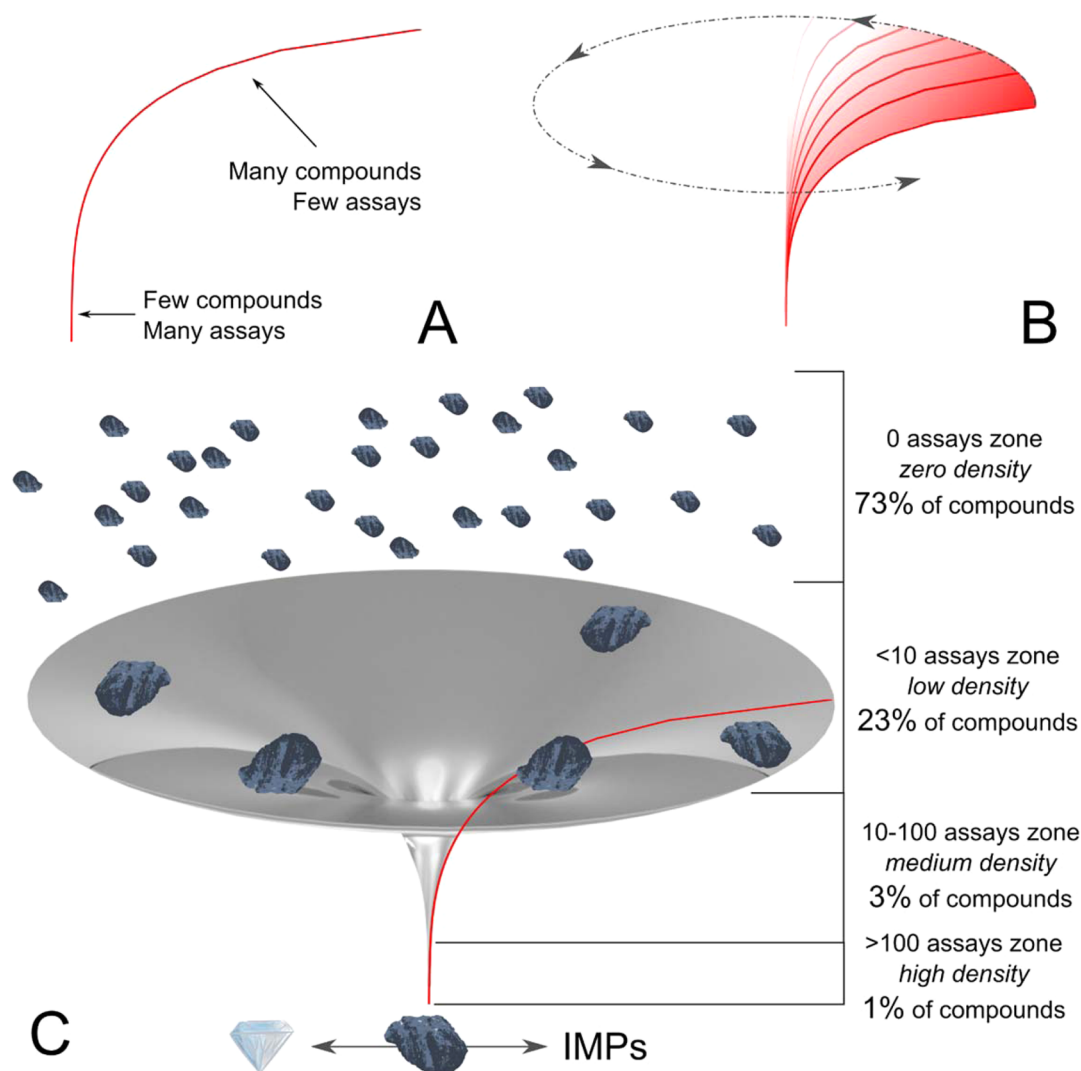 Many compounds
Few assays
Few compounds
Many assays
A
B
0 assays zone
zero density
73% of compounds
<10 assays zone
low density
23% of compounds
10-100 assays zone
medium density
3% of compounds
>100 assays zone
high density
1% of compounds
C
IMPs